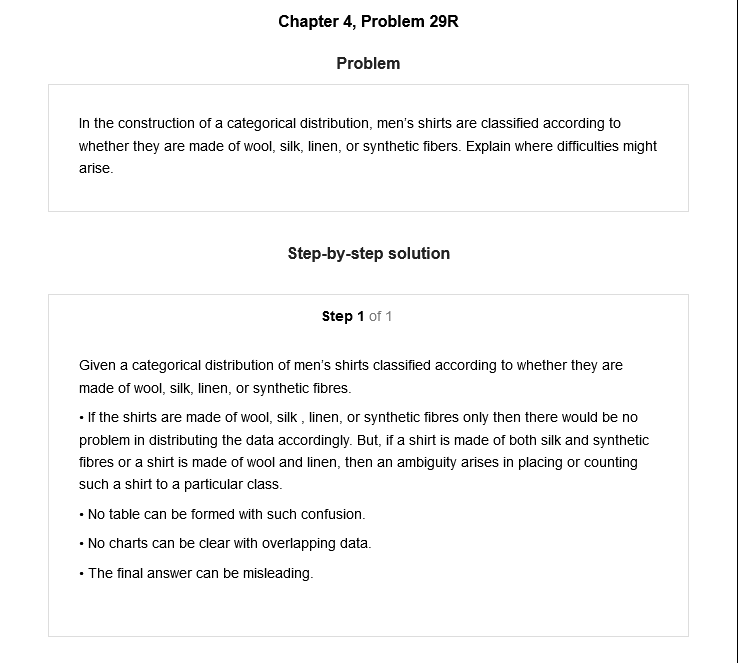 Chapter 4, Problem 29R
Problem
In the construction of a categorical distribution, men's shirts are classified according to
whether they are made of wool, silk, linen, or synthetic fibers. Explain where difficulties might
arise.
Step-by-step solution
Step 1 of 1
Given a categorical distribution of men's shirts classified according to whether they are
made of wool, silk, linen, or synthetic fibres.
• If the shirts are made of wool, silk , linen, or synthetic fibres only then there would be no
problem in distributing the data accordingly. But, if a shirt is made of both silk and synthetic
fibres or a shirt is made of wool and linen, then an ambiguity arises in placing or counting
such a shirt to a particular class.
• No table can be formed with such confusion.
• No charts can be clear with overlapping data.
• The final answer can be misleading.